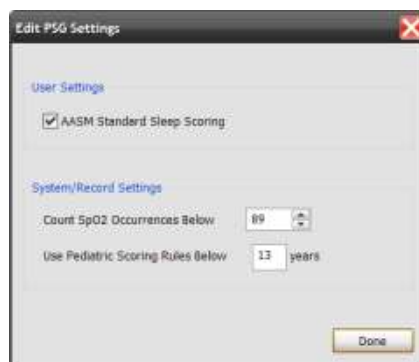 Edit PSG Settings
User Settings
AASM Standard Sleep Scoring
System/Record Settings
Count SpO2 Occurrences Below 89
Use Pediatric Scoring Rules Below 13 years
Done